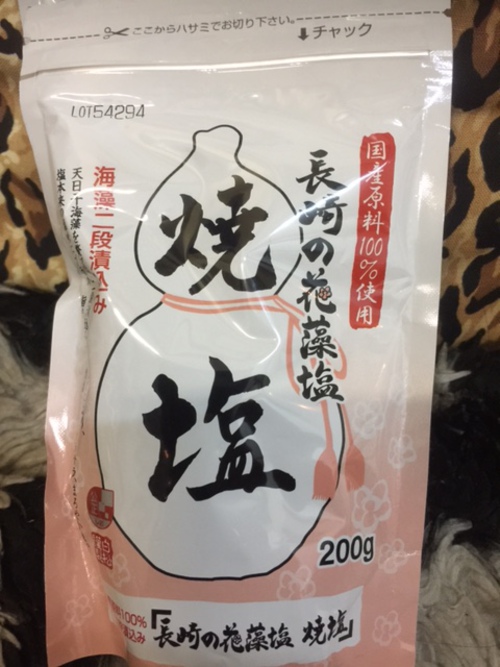 ここからハサミでお切り下さい。
チャック
LOT54294
国産原料100%使用
長崎の花藻塩
焼塩
海藻二段漬込み
200g
「長崎の花藻塩 焼塩」